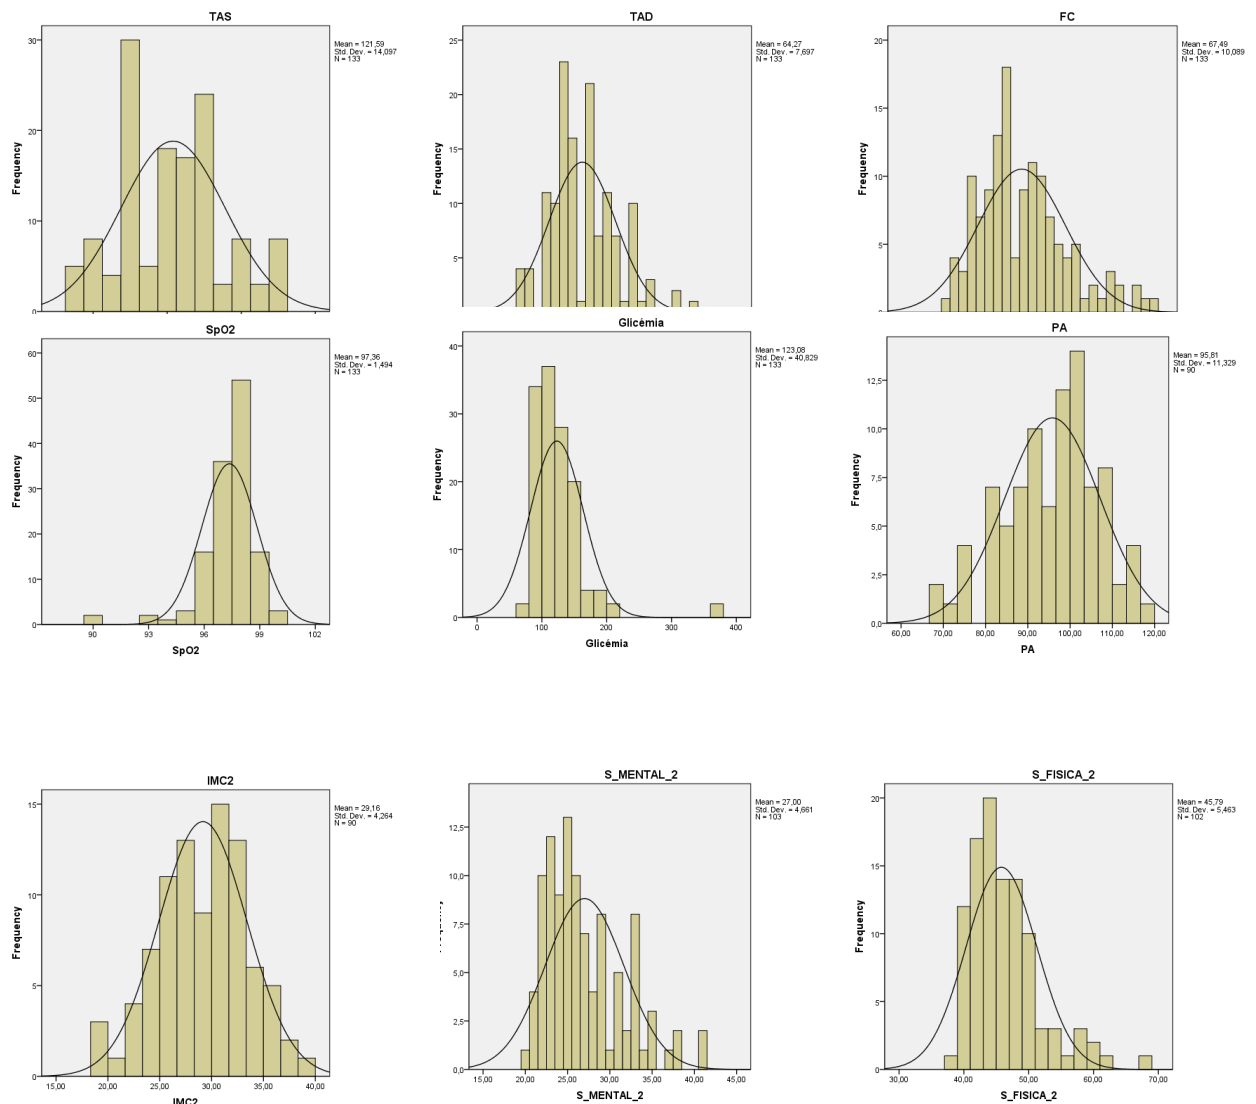 TAS
Mean = 121,59
Std. Dev. = 14,097
N = 133
Frequency
30
20
10
0
TAD
Mean = 64,27
Std. Dev. = 7,697
N = 133
Frequency
25
20
15
10
5
FC
Mean = 67,49
Std. Dev. = 10,089
N = 133
Frequency
20
15
10
5
0
SpO2
Mean = 97,36
Std. Dev. = 1,494
N = 133
Frequency
60
50
40
30
20
10
0
90 93 96 99 102
SpO2
Glicémia
Mean = 123,08
Std. Dev. = 40,829
N = 133
Frequency
40
30
20
10
0
0 100 200 300 400
Glicémia
PA
Mean = 95,81
Std. Dev. = 11,329
N = 90
Frequency
12,5
10,0
7,5
5,0
2,5
0,0
60,00 70,00 80,00 90,00 100,00 110,00 120,00
PA
IMC2
Mean = 29,16
Std. Dev. = 4,264
N = 90
Frequency
15
10
5
0
15,00 20,00 25,00 30,00 35,00 40,00
IMC2
S_MENTAL_2
Mean = 27,00
Std. Dev. = 4,661
N = 103
12,5
10,0
7,5
5,0
2,5
0,0
15,00 20,00 25,00 30,00 35,00 40,00 45,00
S_MENTAL_2
S_FISICA_2
Mean = 45,79
Std. Dev. = 5,463
N = 102
Frequency
20
15
10
5
0
30,00 40,00 50,00 60,00 70,00
S_FISICA_2